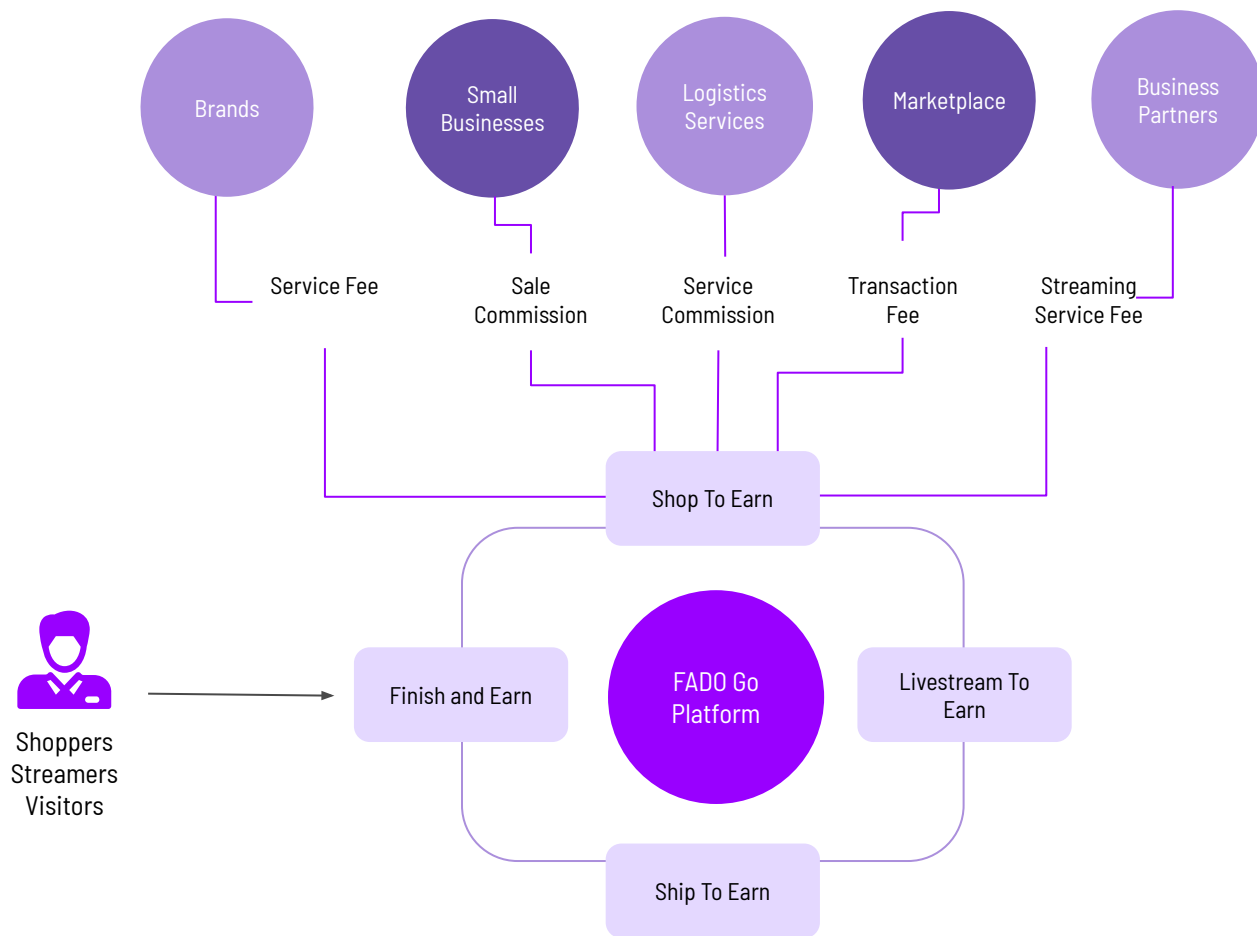 Brands
Small
Businesses
Logistics
Services
Marketplace
Business
Partners
Service Fee
Sale
Commission
Service
Commission
Transaction
Fee
Streaming
Service Fee
Shop To Earn
Finish and Earn
FADO Go
Platform
Livestream To
Earn
Shoppers
Streamers
Visitors
Ship To Earn